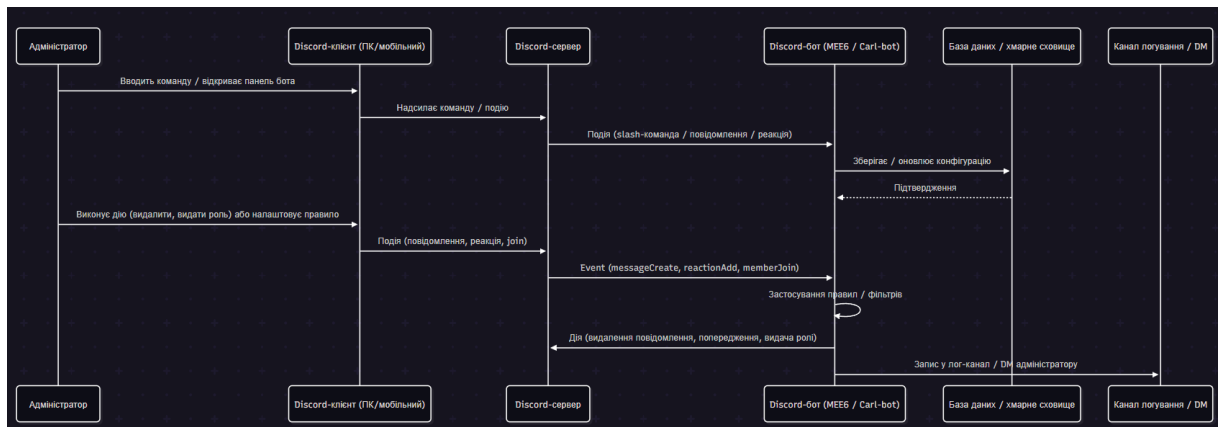 Адміністратор
Discord-клієнт (ПК/мобільний)
Discord-сервер
Discord-бот (MEE6 / Carl-bot)
База даних / хмарне сховище
Канал логування / DM
Вводить команду / відкриває панель бота
Надсилає команду / подію
Подія (slash-команда / повідомлення / реакція)
Зберігає / оновлює конфігурацію
Підтвердження
Виконує дію (видалити, видати роль) або налаштовує правило
Подія (повідомлення, реакція, join)
Event (messageCreate, reactionAdd, memberJoin)
Застосування правил / фільтрів
Дія (видалення повідомлення, попередження, видача ролі)
Запис у лог-канал / DM адміністратору
Адміністратор
Discord-клієнт (ПК/мобільний)
Discord-сервер
Discord-бот (MEE6 / Carl-bot)
База даних / хмарне сховище
Канал логування / DM